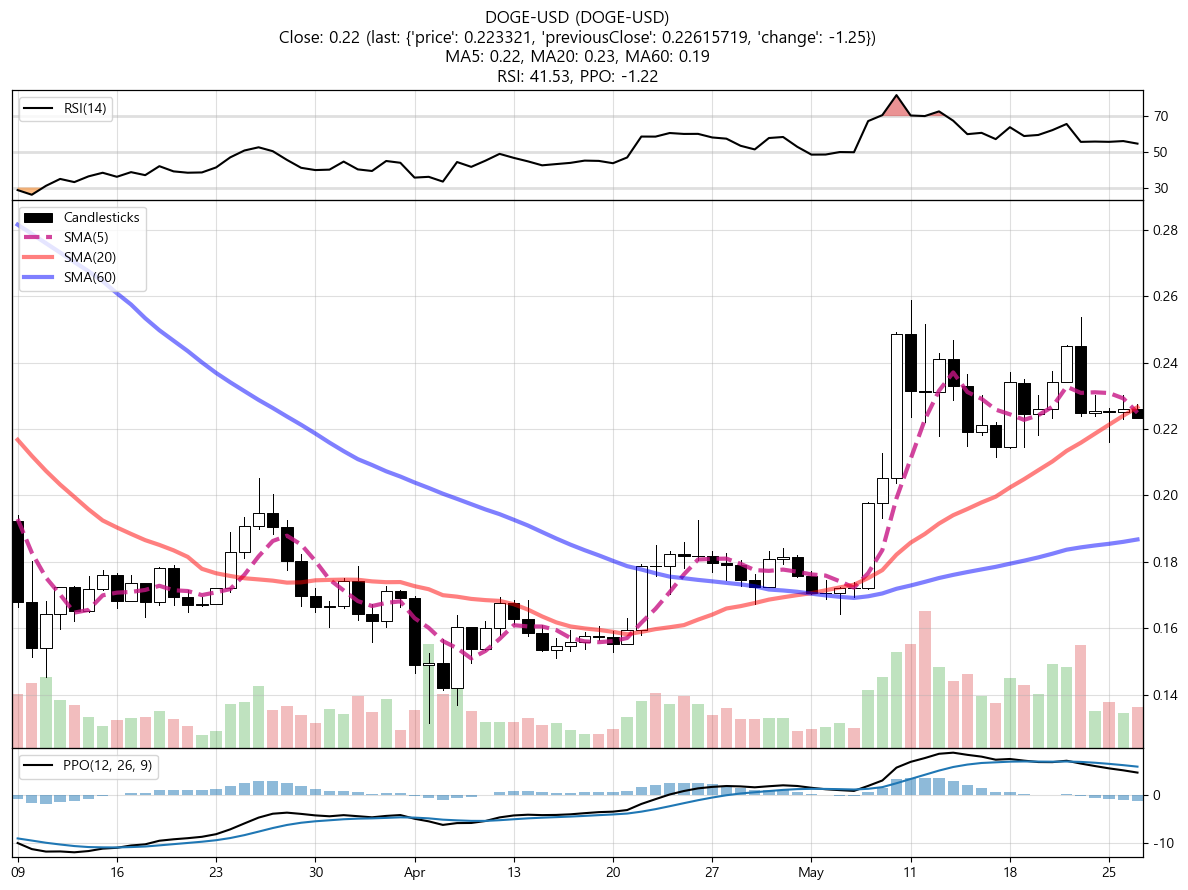 DOGE-USD (DOGE-USD)
Close: 0.22 (last: {'price': 0.223321, 'previousClose': 0.22615719, 'change': -1.25})
MA5: 0.22, MA20: 0.23, MA60: 0.19
RSI: 41.53, PPO: -1.22
RSI(14)
70
50
30
Candlesticks
SMA(5)
SMA(20)
SMA(60)
0.28
0.26
0.24
0.22
0.20
0.18
0.16
0.14
PPO(12, 26, 9)
0
-10
09 16 23 30 Apr 13 20 27 May 11 18 25